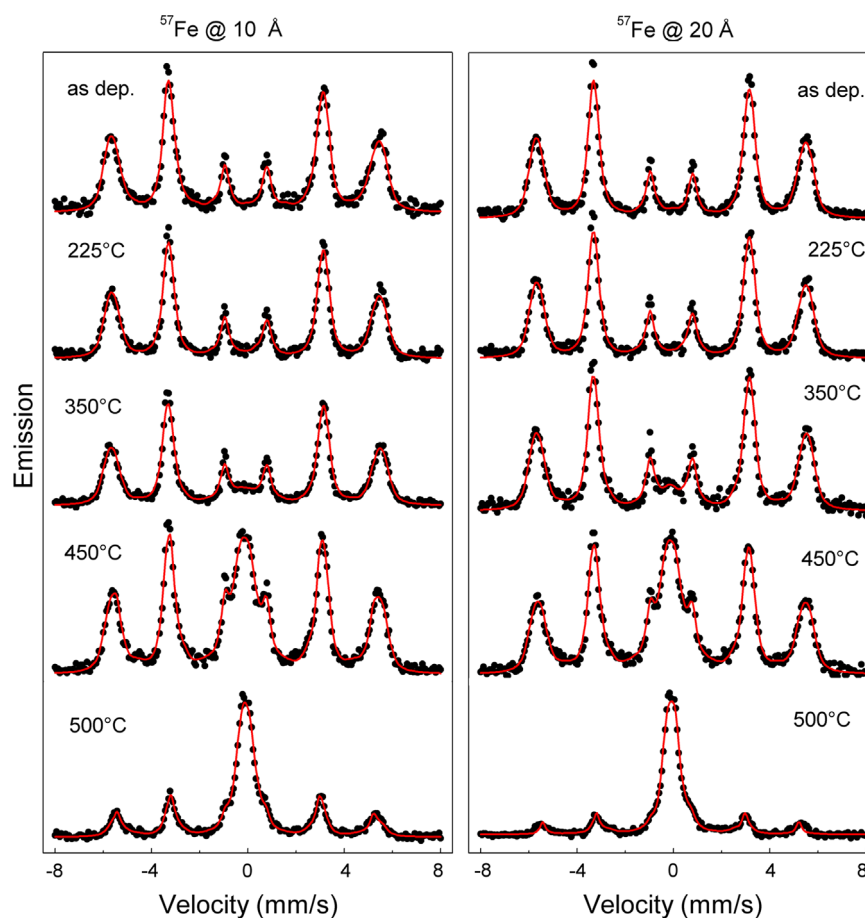 ⁵⁷Fe @ 10 Å
⁵⁷Fe @ 20 Å
as dep.
225°C
350°C
450°C
500°C
as dep.
225°C
350°C
450°C
500°C
Emission
-8 -4 0 4 8
-8 -4 0 4 8
Velocity (mm/s)
Velocity (mm/s)